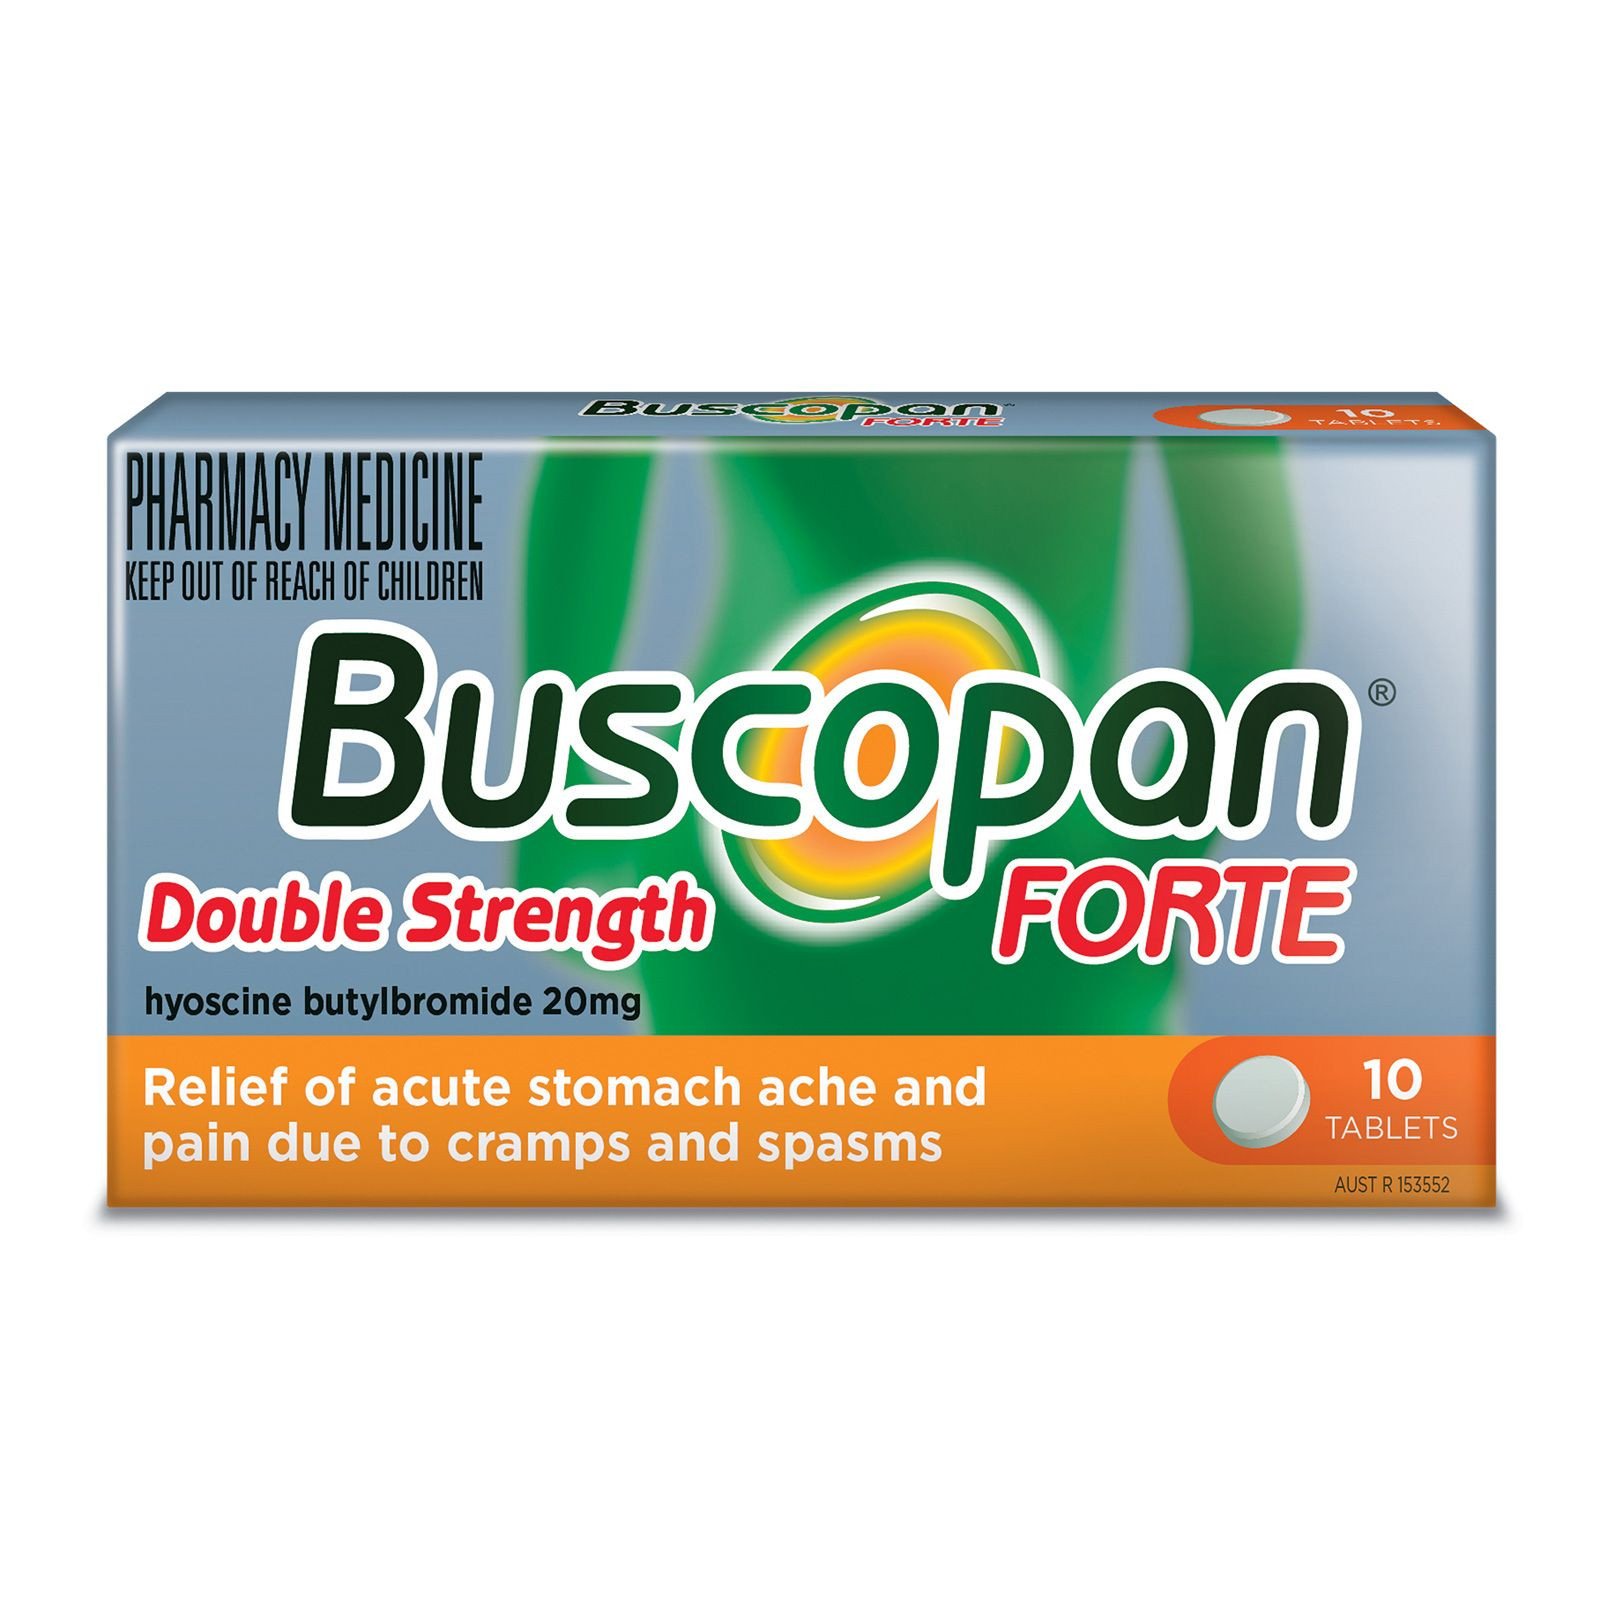 Buscopan FORTE
10
TABLETS
PHARMACY MEDICINE
KEEP OUT OF REACH OF CHILDREN
Buscopan®
FORTE
Double Strength
hyoscine butylbromide 20mg
Relief of acute stomach ache and
pain due to cramps and spasms
10
TABLETS
AUST R 153552